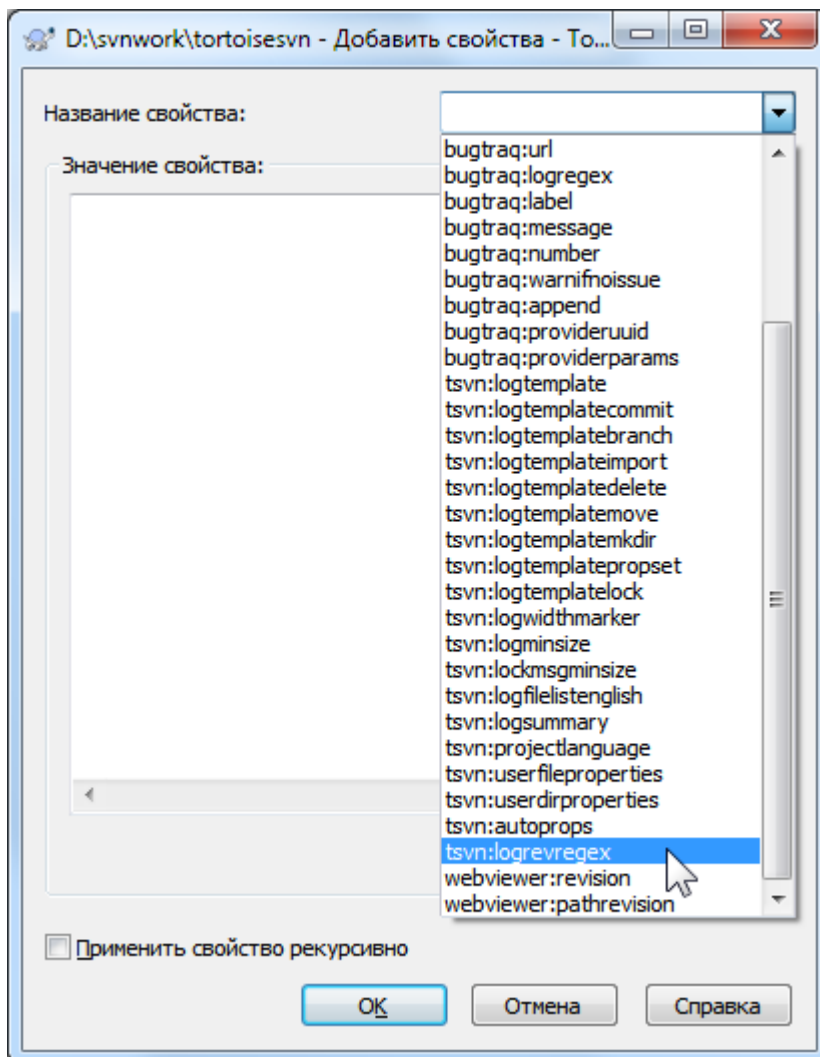 D:\svnwork\tortoisesvn - Добавить свойства - To...
Название свойства:
Значение свойства:
bugtraq:url
bugtraq:logregex
bugtraq:label
bugtraq:message
bugtraq:number
bugtraq:warnifnoissue
bugtraq:append
bugtraq:provideruuid
bugtraq:providerparams
tsvn:logtemplate
tsvn:logtemplatecommit
tsvn:logtemplatebranch
tsvn:logtemplateimport
tsvn:logtemplatedelete
tsvn:logtemplatemove
tsvn:logtemplatemkdir
tsvn:logtemplatepropset
tsvn:logtemplatelock
tsvn:logwidthmarker
tsvn:logminsize
tsvn:lockmsgminsize
tsvn:logfilelistenglish
tsvn:logsummary
tsvn:projectlanguage
tsvn:userfileproperties
tsvn:userdirproperties
tsvn:autoprops
tsvn:logrevregex
webviewer:revision
webviewer:pathrevision
Применить свойство рекурсивно
OK
Отмена
Справка